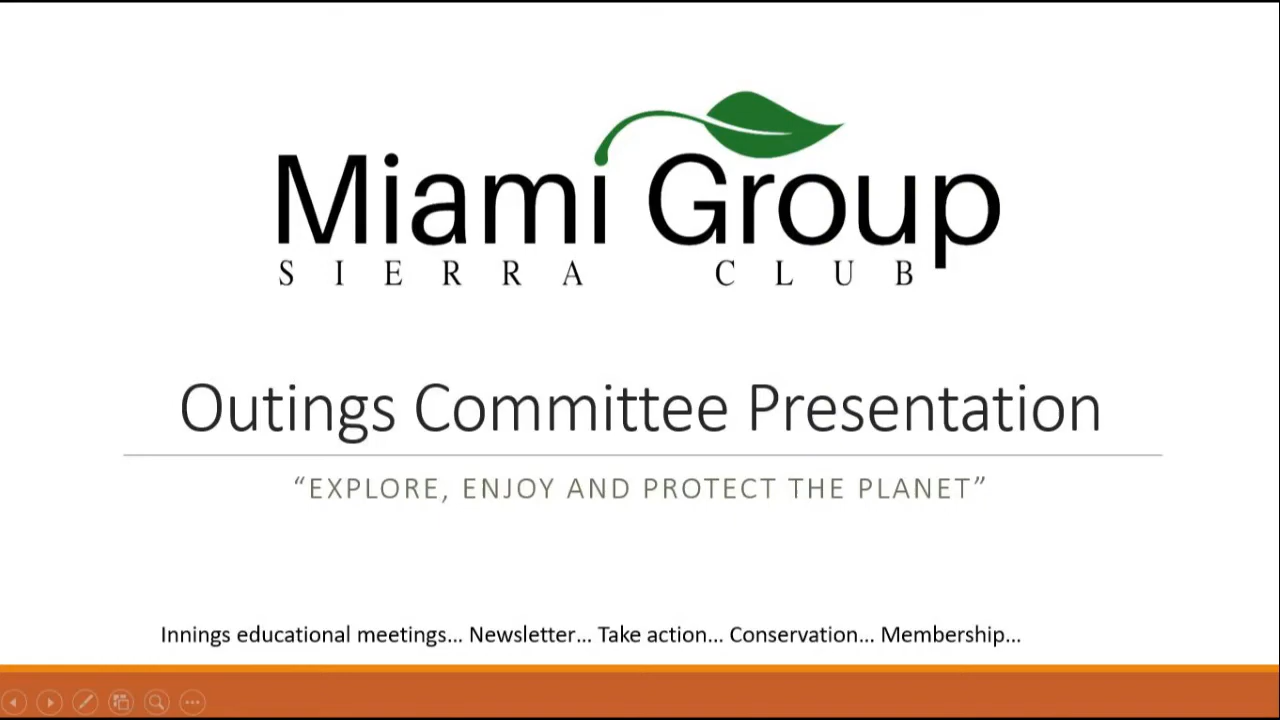 Miami Group
SIERRA CLUB
Outings Committee Presentation
“EXPLORE, ENJOY AND PROTECT THE PLANET”
Innings educational meetings... Newsletter... Take action... Conservation... Membership...